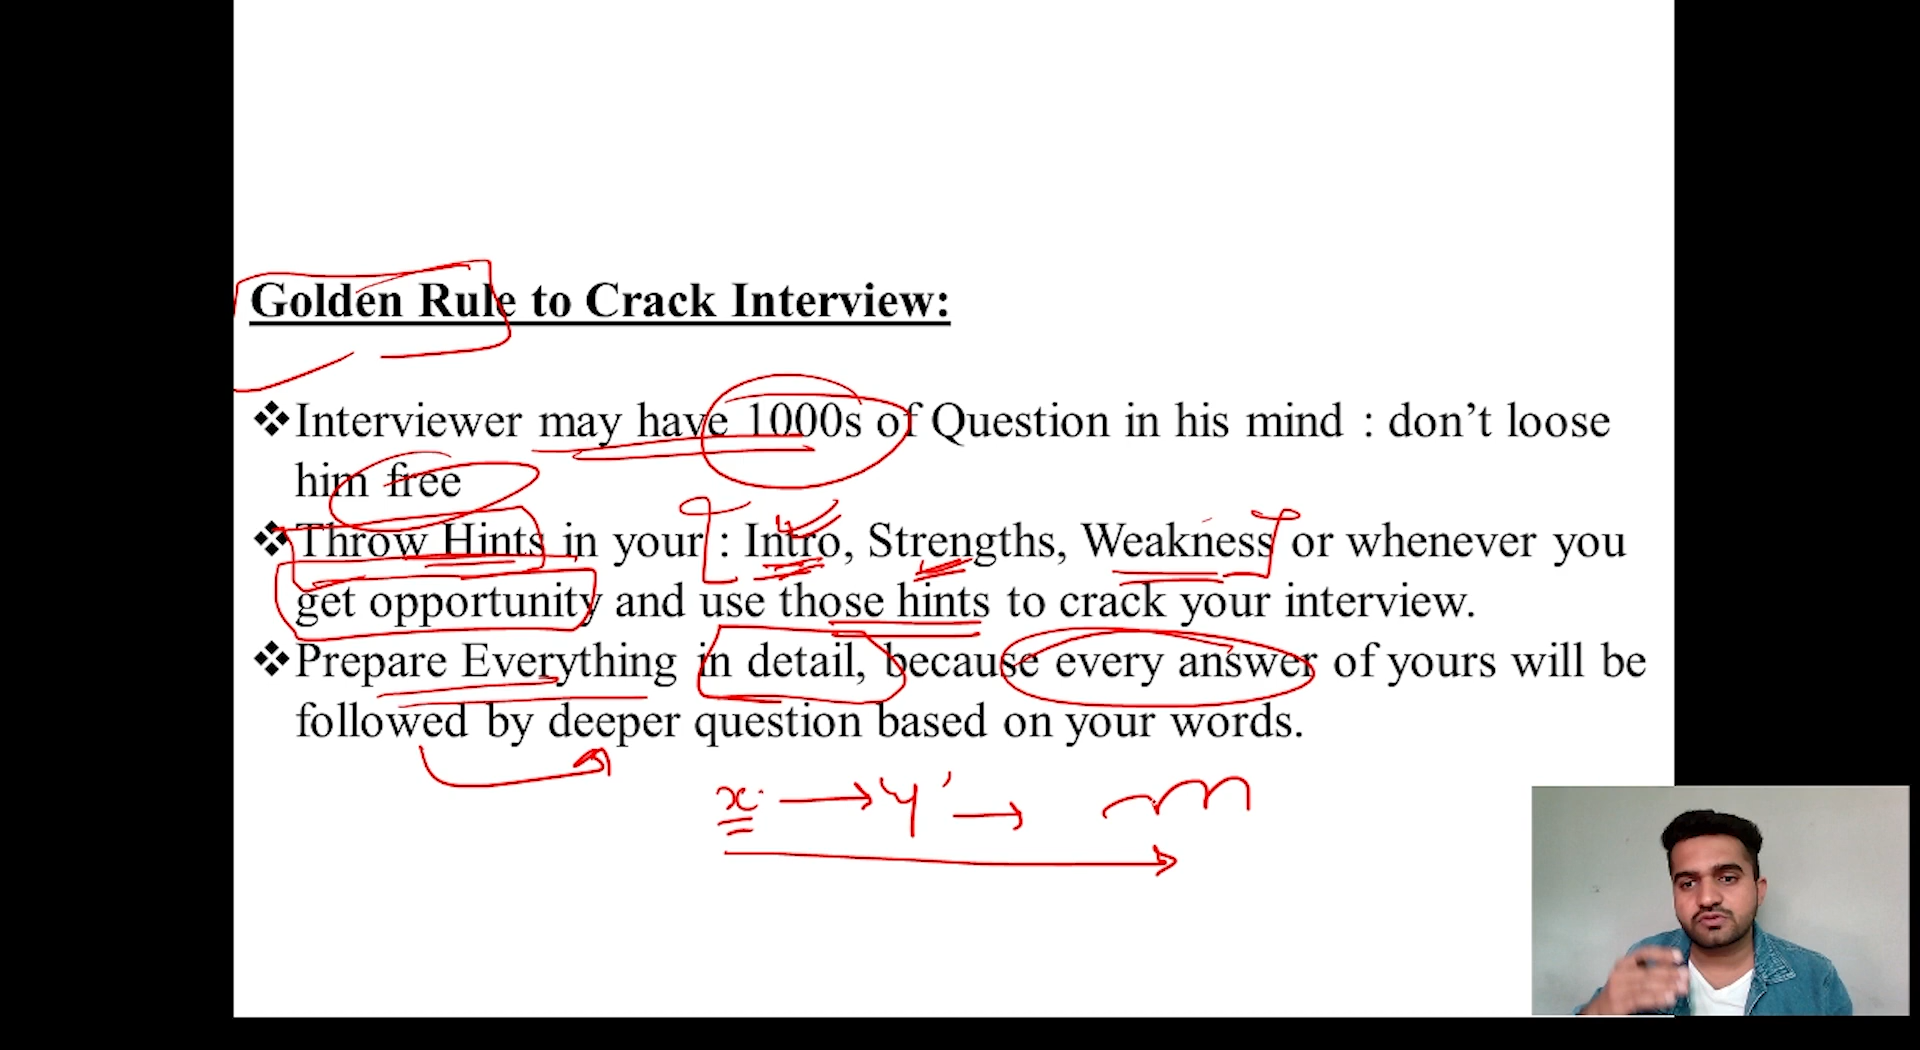 Golden Rule to Crack Interview:
❖Interviewer may have 1000s of Question in his mind : don’t loose
him free
❖Throw Hints in your : Intro, Strengths, Weakness or whenever you
get opportunity and use those hints to crack your interview.
❖Prepare Everything in detail, because every answer of yours will be
followed by deeper question based on your words.
x → y →